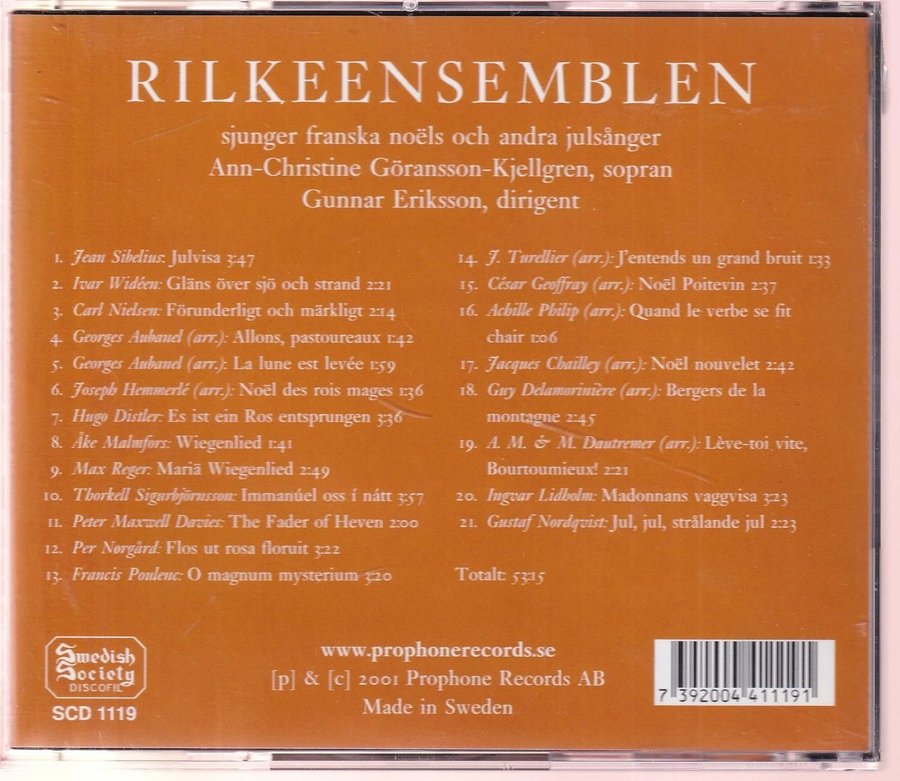 RILKEENSEMBLEN
sjunger franska noëls och andra julsånger
Ann-Christine Göransson-Kjellgren, sopran
Gunnar Eriksson, dirigent
1. Jean Sibelius: Julvisa 3:47
2. Ivar Widéen: Gläns över sjö och strand 2:21
3. Carl Nielsen: Förunderligt och märkligt 2:14
4. Georges Aubanel (arr.): Allons, pastoureaux 1:42
5. Georges Aubanel (arr.): La lune est levée 1:59
6. Joseph Hemmerlé (arr.): Noël des rois mages 1:36
7. Hugo Distler: Es ist ein Ros entsprungen 3:36
8. Åke Malmfors: Wiegenlied 1:41
9. Max Reger: Mariä Wiegenlied 2:49
10. Thorkell Sigurbjörnsson: Immanúel oss í nátt 3:57
11. Peter Maxwell Davies: The Fader of Heven 2:00
12. Per Nørgård: Flos ut rosa floruit 3:22
13. Francis Poulenc: O magnum mysterium 3:20
14. J. Turellier (arr.): J'entends un grand bruit 1:33
15. César Geoffray (arr.): Noël Poitevin 2:37
16. Achille Philip (arr.): Quand le verbe se fit
chair 1:06
17. Jacques Chailley (arr.): Noël nouvelet 2:42
18. Guy Delamorinière (arr.): Bergers de la
montagne 2:45
19. A. M. & M. Dautremer (arr.): Lève-toi vite,
Bourtoumieux! 2:21
20. Ingvar Lidholm: Madonnans vaggvisa 3:23
21. Gustaf Nordqvist: Jul, jul, strålande jul 2:23
Totalt: 53:15
Swedish
Society
DISCOFIL
SCD 1119
www.prophonerecords.se
[p] & [c] 2001 Prophone Records AB
Made in Sweden
7 392004 411191